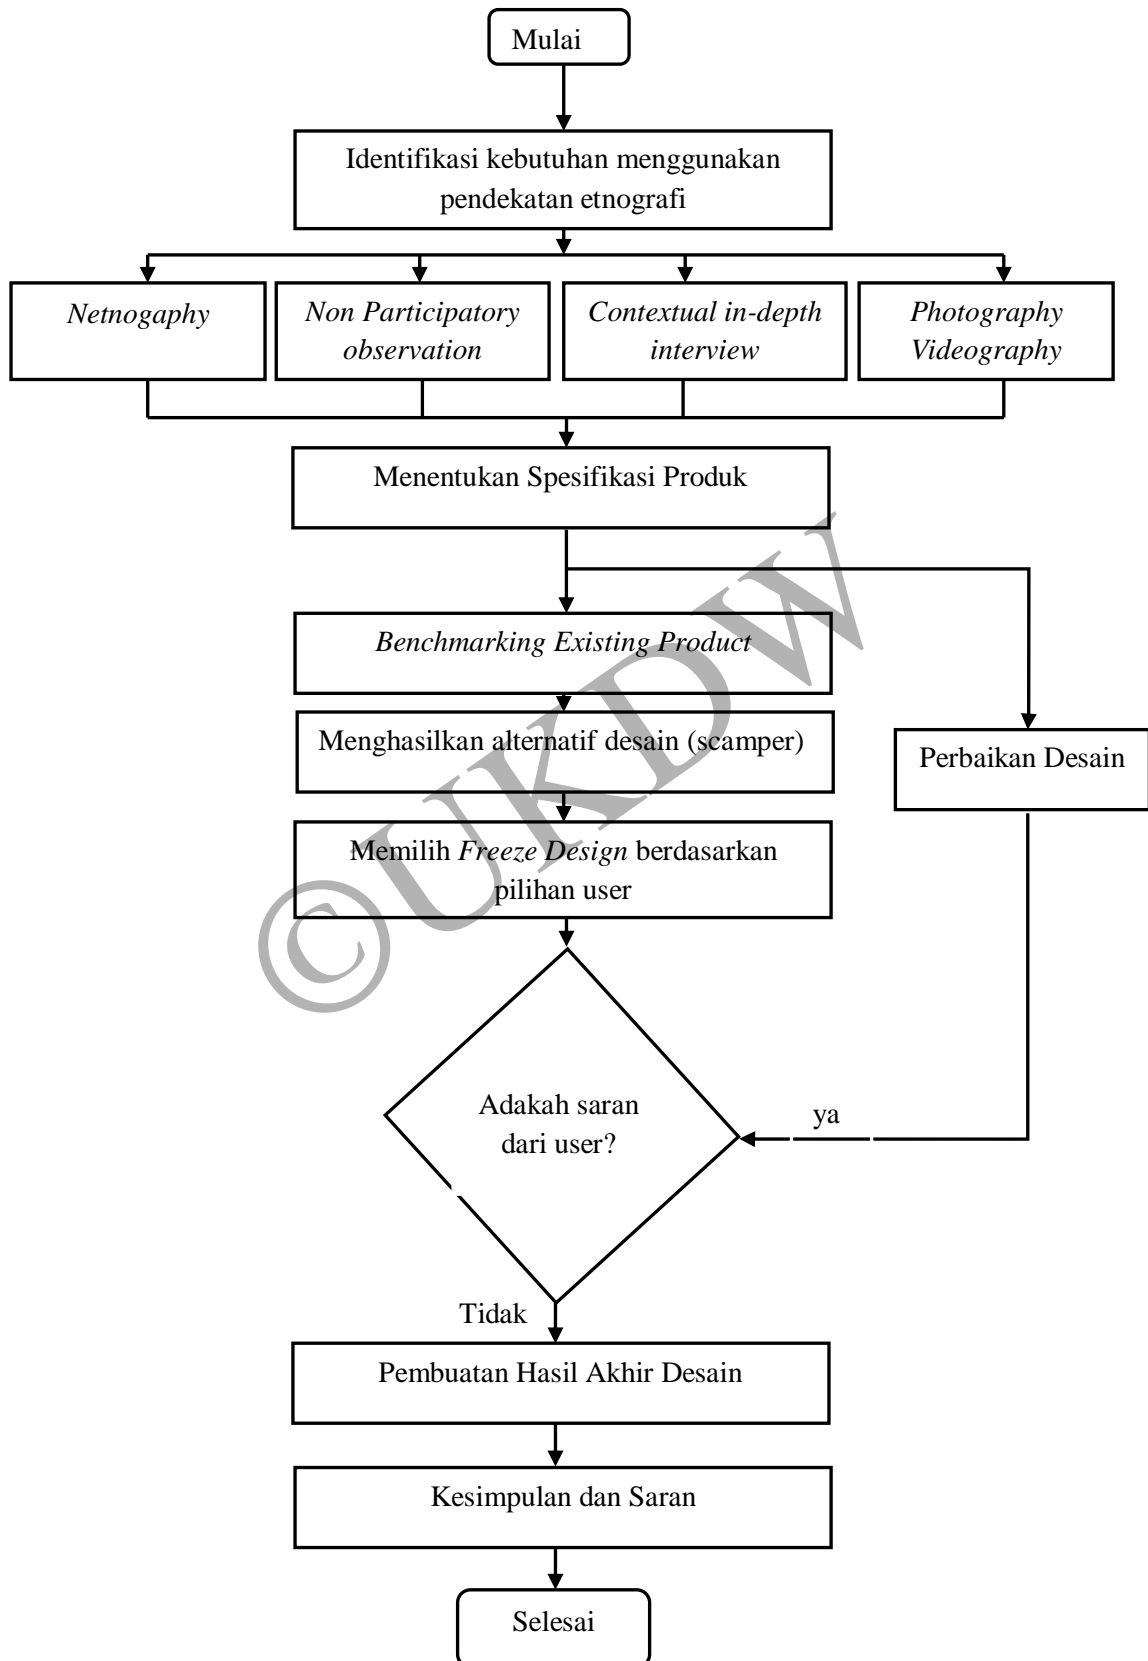 Mulai
Identifikasi kebutuhan menggunakan
pendekatan etnografi
Netnogaphy
Non Participatory
observation
Contextual in-depth
interview
Photography
Videography
Menentukan Spesifikasi Produk
Benchmarking Existing Product
Menghasilkan alternatif desain (scamper)
Perbaikan Desain
Memilih Freeze Design berdasarkan
pilihan user
©UKDW
Adakah saran
dari user?
ya
Tidak
Pembuatan Hasil Akhir Desain
Kesimpulan dan Saran
Selesai